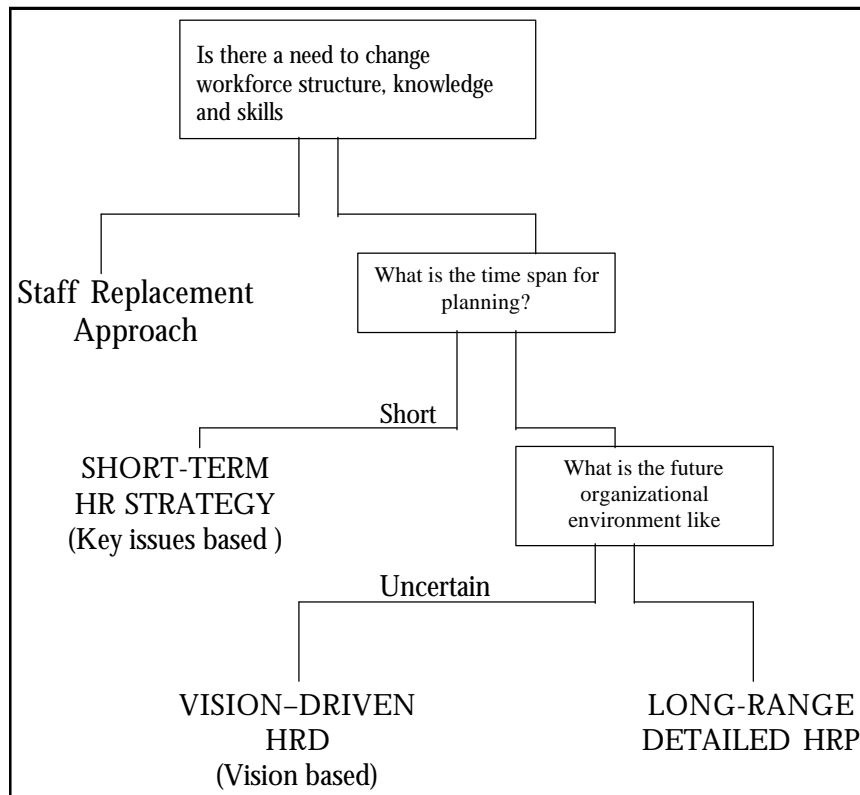 Is there a need to change
workforce structure, knowledge
and skills
What is the time span for
planning?
Staff Replacement
Approach
Short
SHORT-TERM
HR STRATEGY
(Key issues based )
What is the future
organizational
environment like
Uncertain
VISION–DRIVEN
HRD
(Vision based)
LONG-RANGE
DETAILED HRP